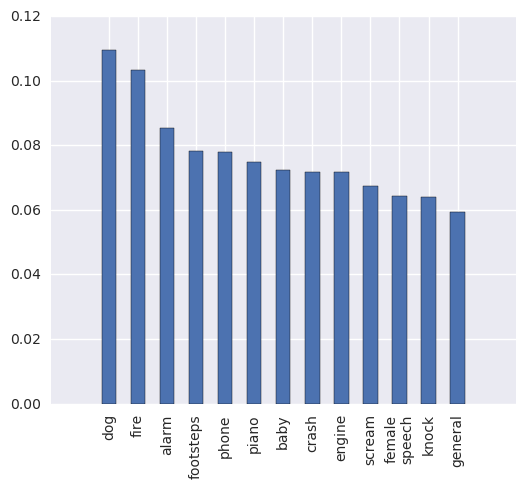 0.12
0.10
0.08
0.06
0.04
0.02
0.00
dog
fire
alarm
footsteps
phone
piano
baby
crash
engine
scream
female
speech
knock
general